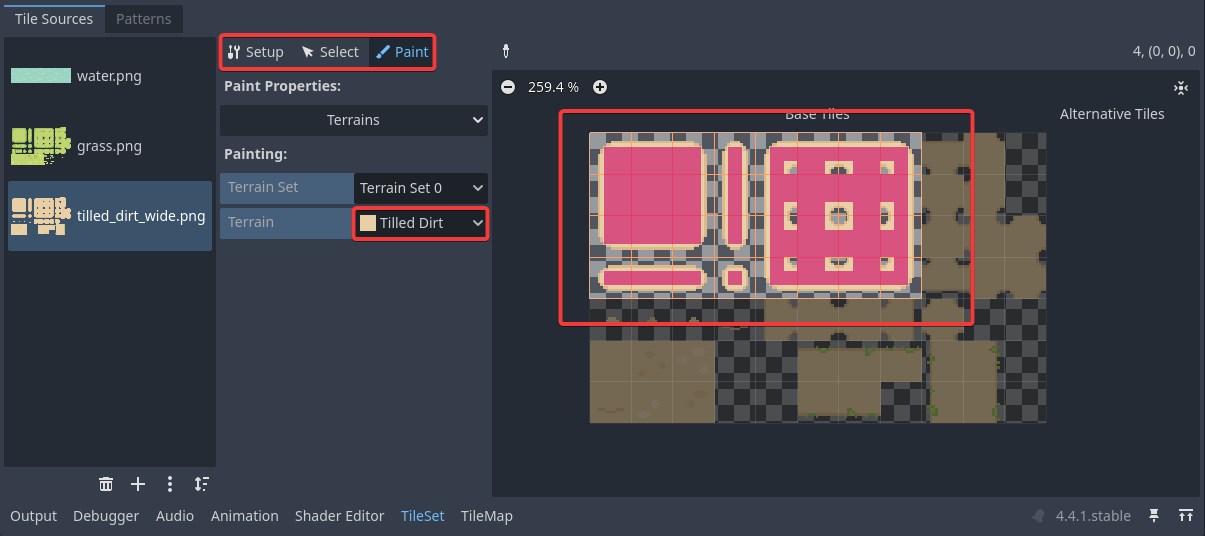 Tile Sources Patterns
Setup Select Paint 4, (0, 0), 0
water.png
Paint Properties:
259.4 %
Terrains
Base Tiles Alternative Tiles
grass.png
Painting:
Terrain Set Terrain Set 0
tilled_dirt_wide.png
Terrain Tilled Dirt
Output Debugger Audio Animation Shader Editor TileSet TileMap 4.4.1.stable